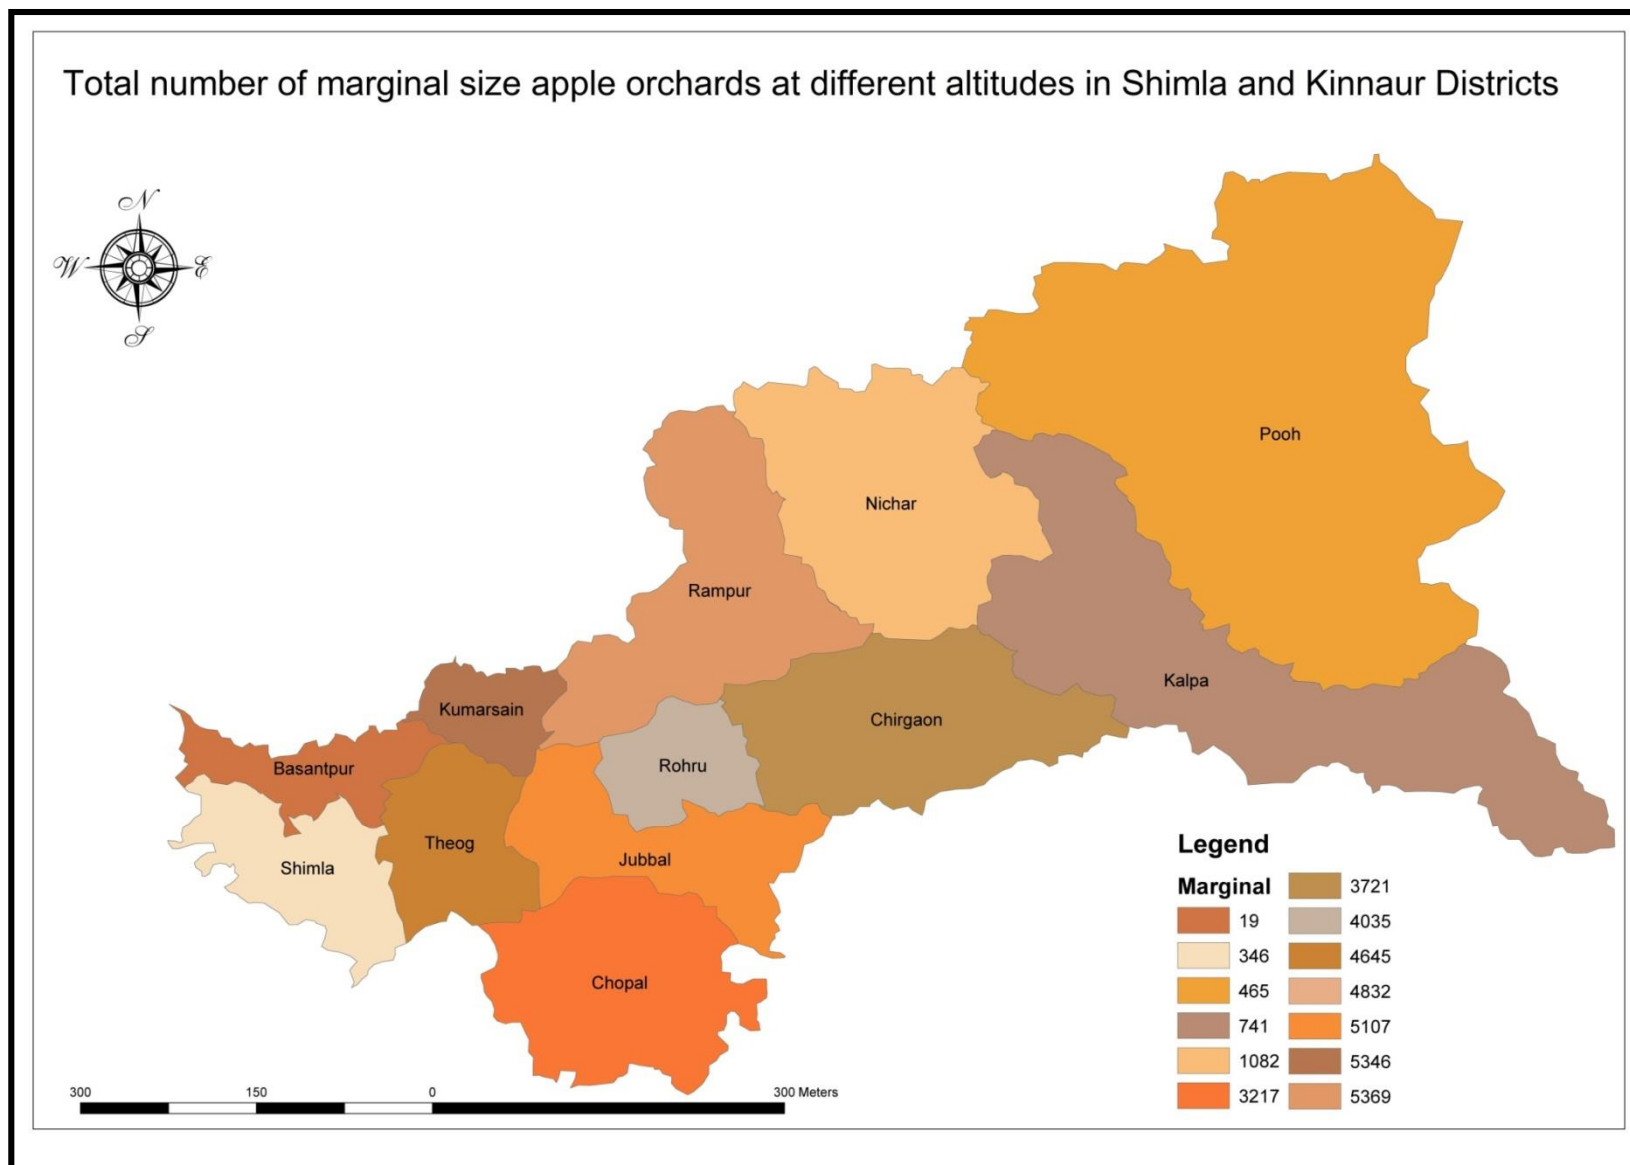 Total number of marginal size apple orchards at different altitudes in Shimla and Kinnaur Districts
N
W E
S
Pooh
Nichar
Rampur
Kalpa
Kumarsain
Chirgaon
Basantpur
Rohru
Theog
Jubbal
Shimla
Chopal
Legend
Marginal
19
346
465
741
1082
3217
3721
4035
4645
4832
5107
5346
5369
300 150 0 300 Meters